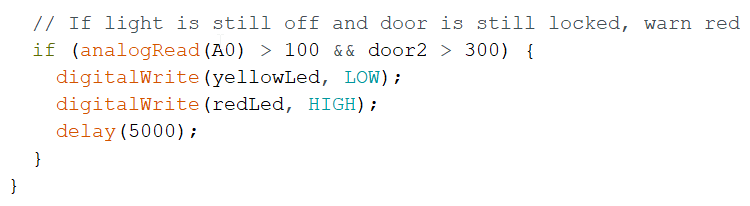 // If light is still off and door is still locked, warn red
if (analogRead(A0) > 100 && door2 > 300) {
digitalWrite(yellowLed, LOW);
digitalWrite(redLed, HIGH);
delay(5000);
}
}